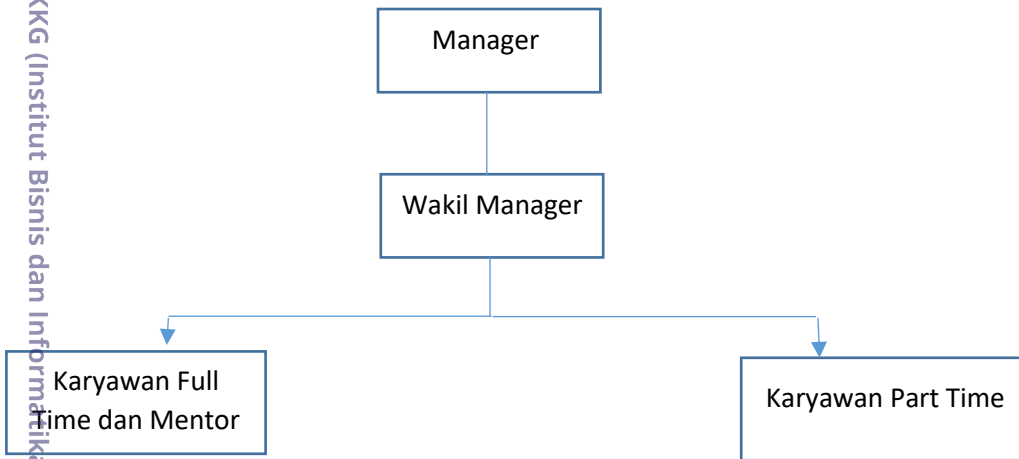 KKG (Institut Bisnis dan Informatika
Manager
Wakil Manager
Karyawan Full
Time dan Mentor
Karyawan Part Time